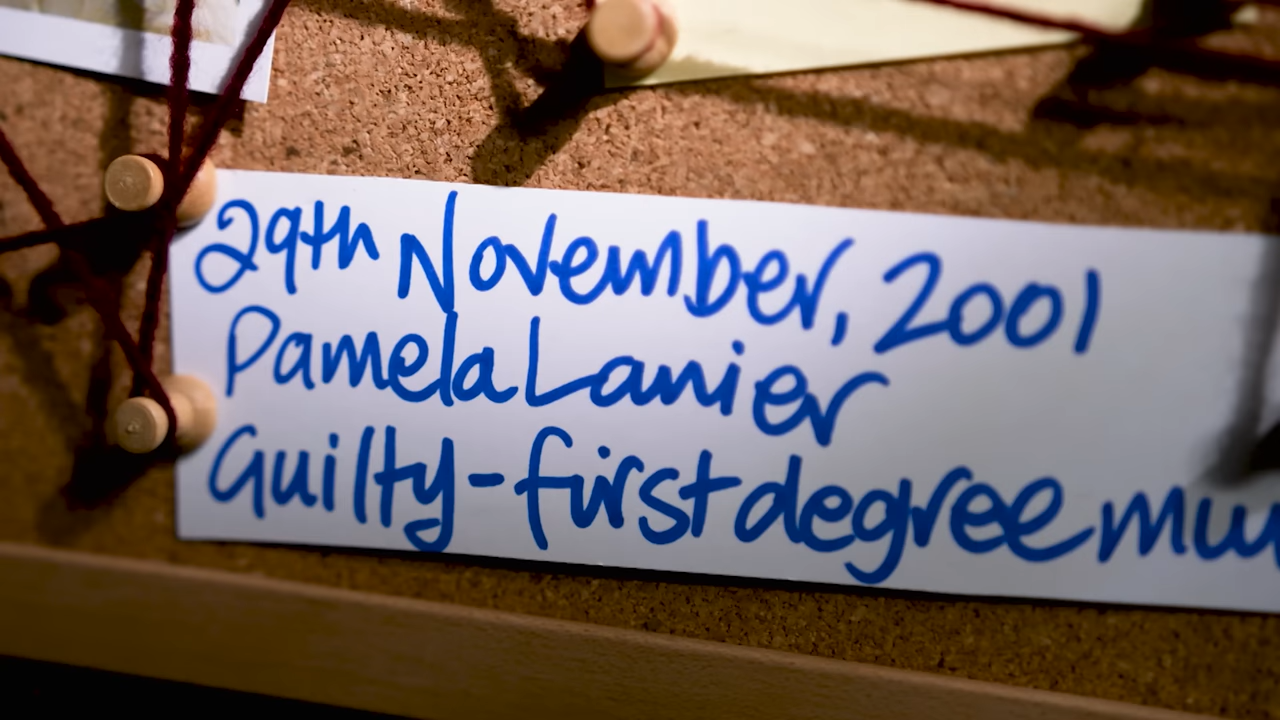 29th November, 2001
Pamela Lanier
Guilty - first degree